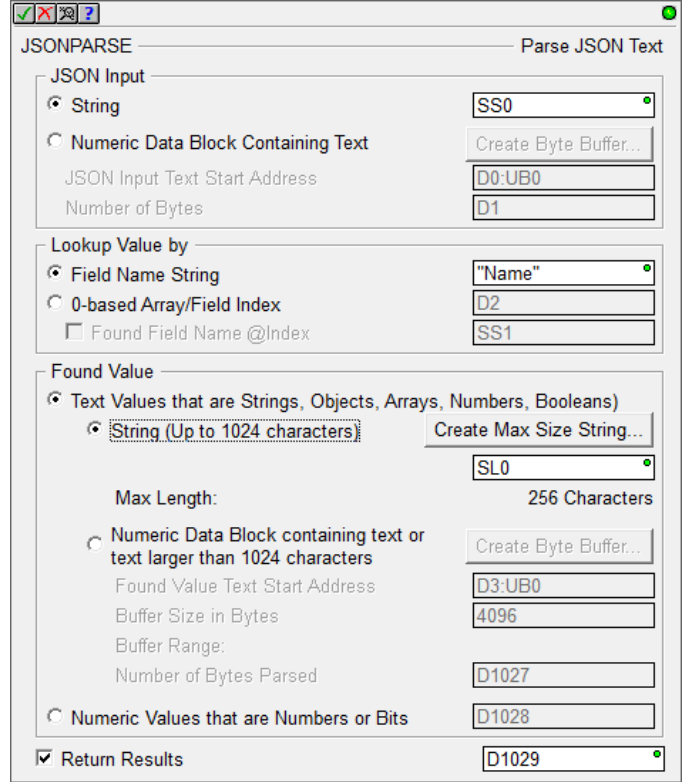 JSONPARSE Parse JSON Text
JSON Input
String SS0
Numeric Data Block Containing Text Create Byte Buffer...
JSON Input Text Start Address D0:UB0
Number of Bytes D1
Lookup Value by
Field Name String "Name"
0-based Array/Field Index D2
Found Field Name @Index SS1
Found Value
Text Values that are Strings, Objects, Arrays, Numbers, Booleans)
String (Up to 1024 characters) Create Max Size String...
SL0
Max Length: 256 Characters
Numeric Data Block containing text or
text larger than 1024 characters Create Byte Buffer...
Found Value Text Start Address D3:UB0
Buffer Size in Bytes 4096
Buffer Range:
Number of Bytes Parsed D1027
Numeric Values that are Numbers or Bits D1028
Return Results D1029